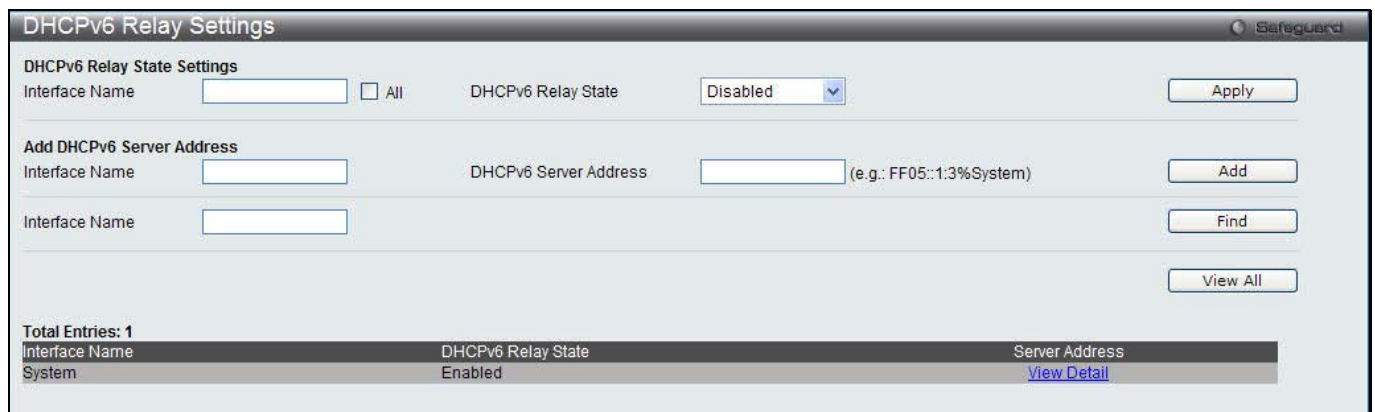 DHCPv6 Relay Settings
Safeguard
DHCPv6 Relay State Settings
Interface Name All DHCPv6 Relay State Disabled Apply
Add DHCPv6 Server Address
Interface Name DHCPv6 Server Address (e.g.: FF05::1:3%System) Add
Interface Name Find
View All
Total Entries: 1
Interface Name DHCPv6 Relay State Server Address
System Enabled View Detail